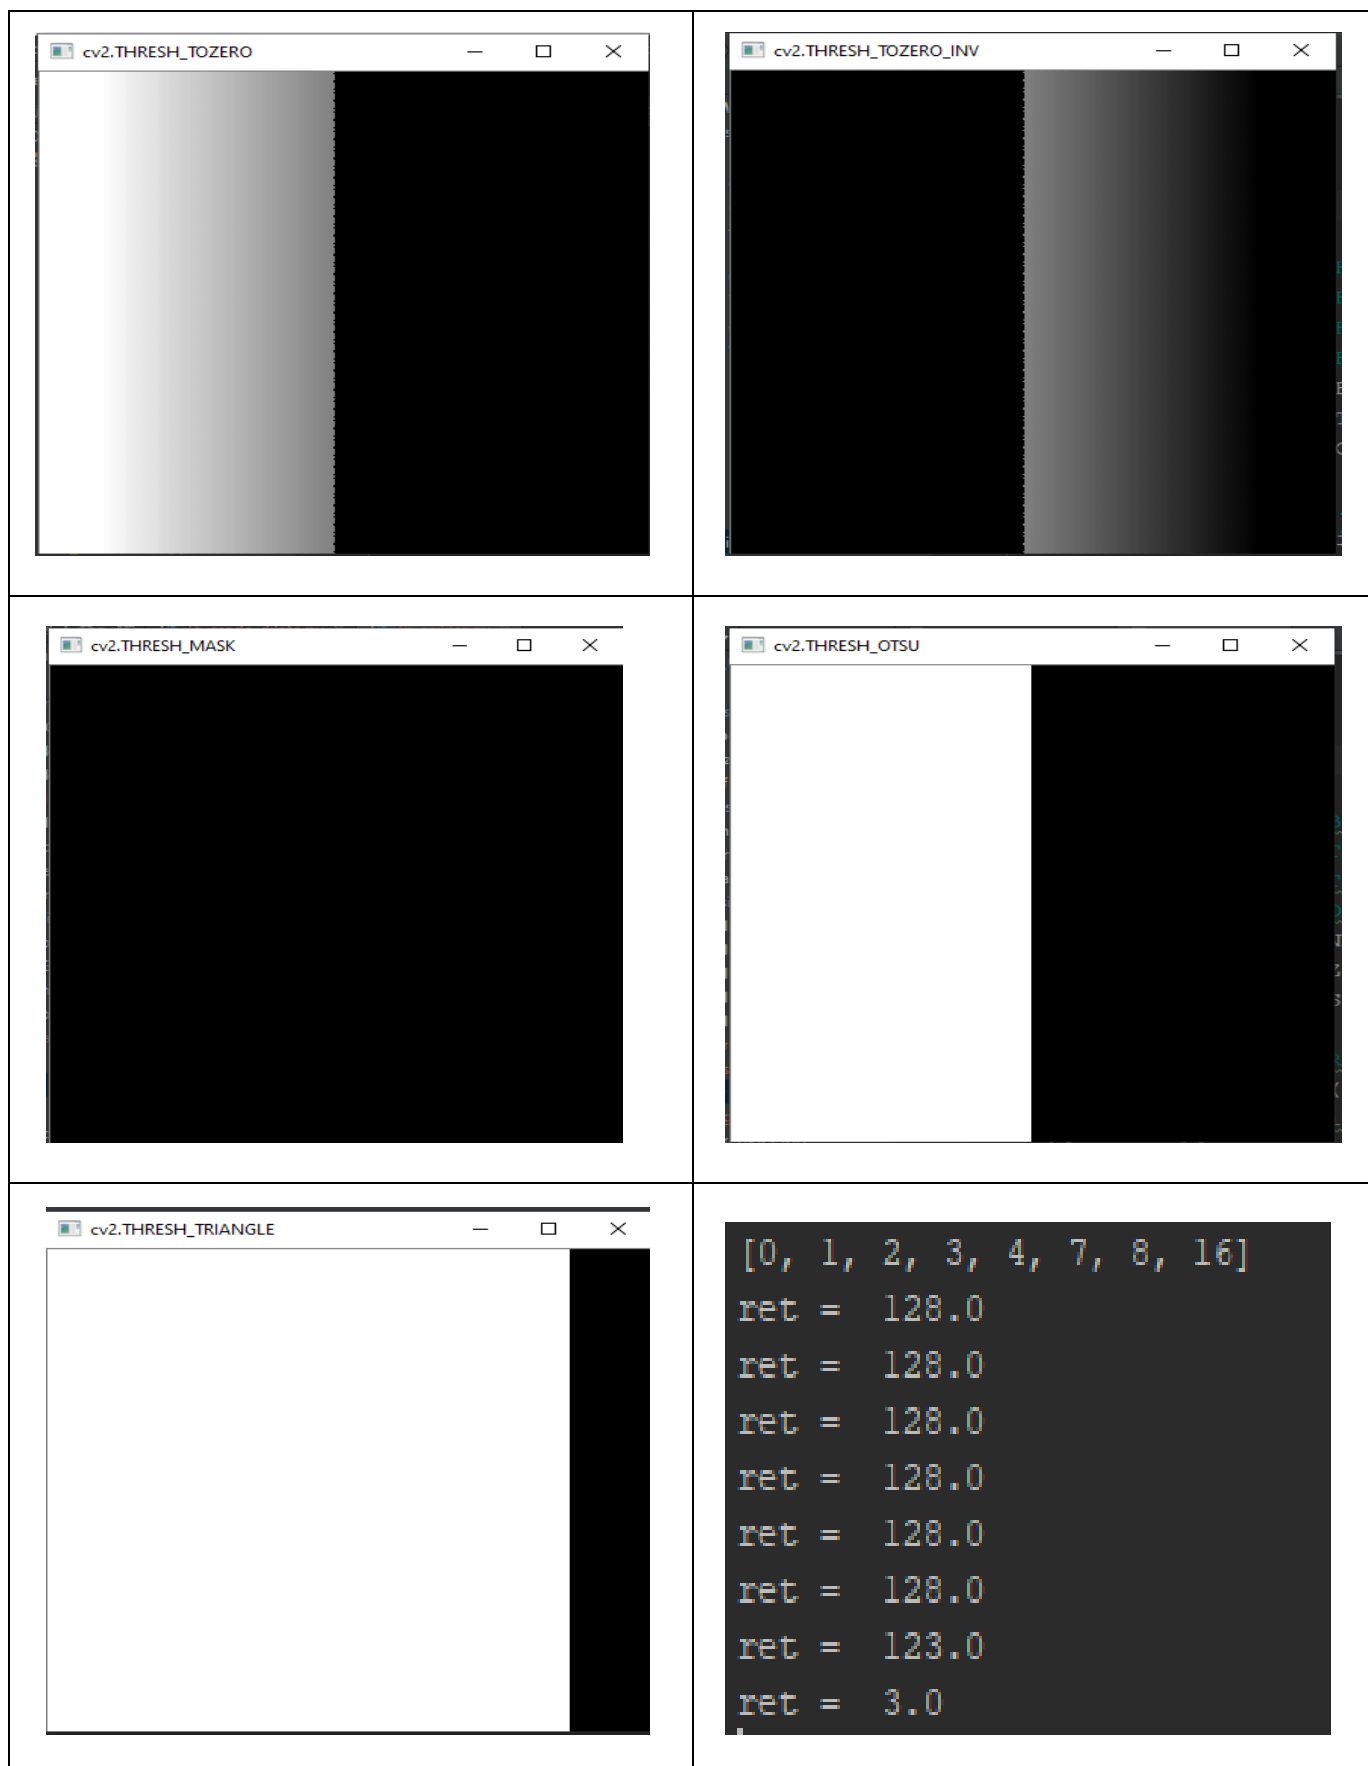 cv2.THRESH_TOZERO
cv2.THRESH_TOZERO_INV
cv2.THRESH_MASK
cv2.THRESH_OTSU
cv2.THRESH_TRIANGLE
[0, 1, 2, 3, 4, 7, 8, 16]
ret =  128.0
ret =  128.0
ret =  128.0
ret =  128.0
ret =  128.0
ret =  128.0
ret =  123.0
ret =  3.0